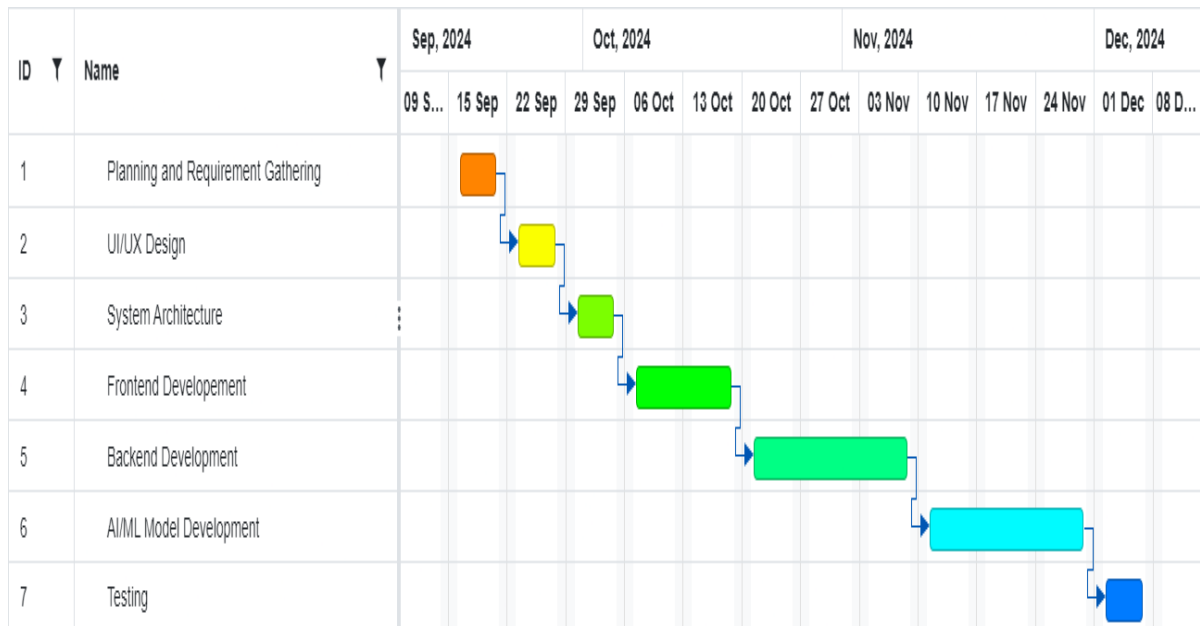 Sep, 2024 Oct, 2024 Nov, 2024 Dec, 2024
ID Name
09 S... 15 Sep 22 Sep 29 Sep 06 Oct 13 Oct 20 Oct 27 Oct 03 Nov 10 Nov 17 Nov 24 Nov 01 Dec 08 D...
1 Planning and Requirement Gathering
2 UI/UX Design
3 System Architecture
4 Frontend Developement
5 Backend Development
6 AI/ML Model Development
7 Testing